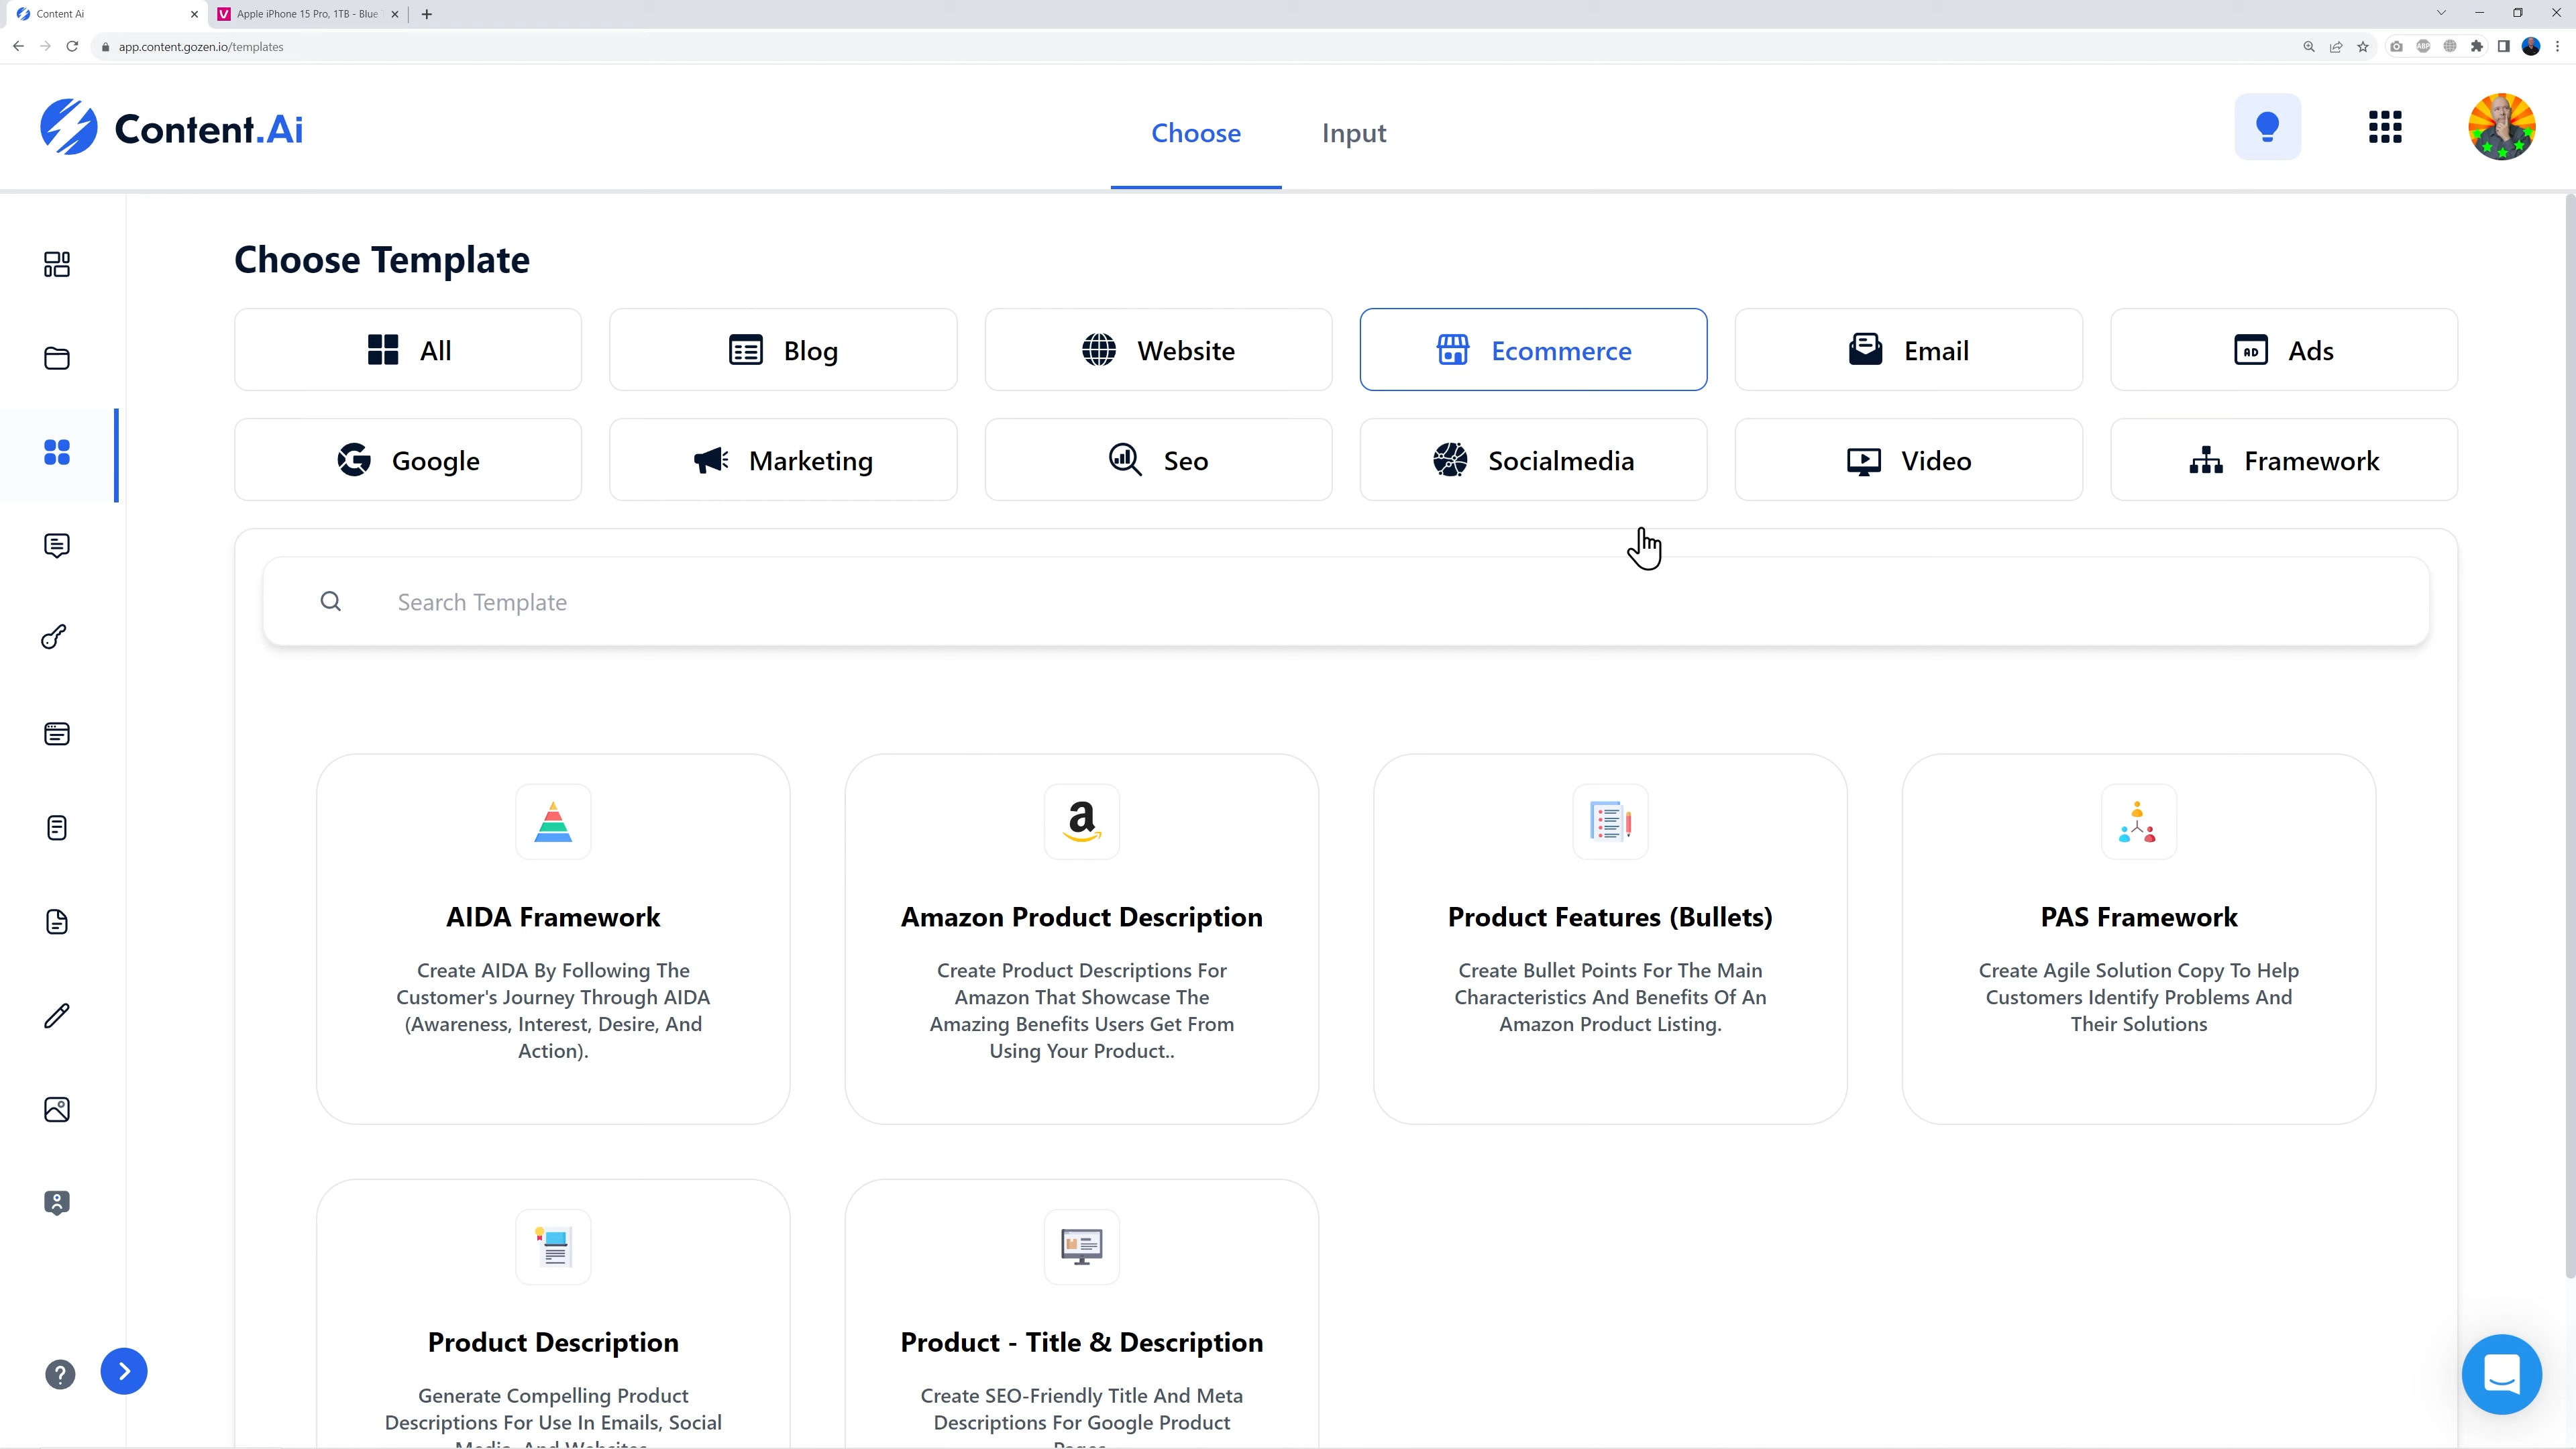 Content Ai
Apple iPhone 15 Pro, 1TB - Blue
app.content.gozen.io/templates
ABP
Content.Ai
Choose
Input
Choose Template
All
Blog
Website
Ecommerce
Email
AD
Ads
Google
Marketing
Seo
Socialmedia
Video
Framework
Search Template
AIDA Framework
Create AIDA By Following The
Customer's Journey Through AIDA
(Awareness, Interest, Desire, And
Action).
Amazon Product Description
Create Product Descriptions For
Amazon That Showcase The
Amazing Benefits Users Get From
Using Your Product..
Product Features (Bullets)
Create Bullet Points For The Main
Characteristics And Benefits Of An
Amazon Product Listing.
PAS Framework
Create Agile Solution Copy To Help
Customers Identify Problems And
Their Solutions
Product Description
Generate Compelling Product
Descriptions For Use In Emails, Social
Media, And Websites
Product - Title & Description
Create SEO-Friendly Title And Meta
Descriptions For Google Product
Pages